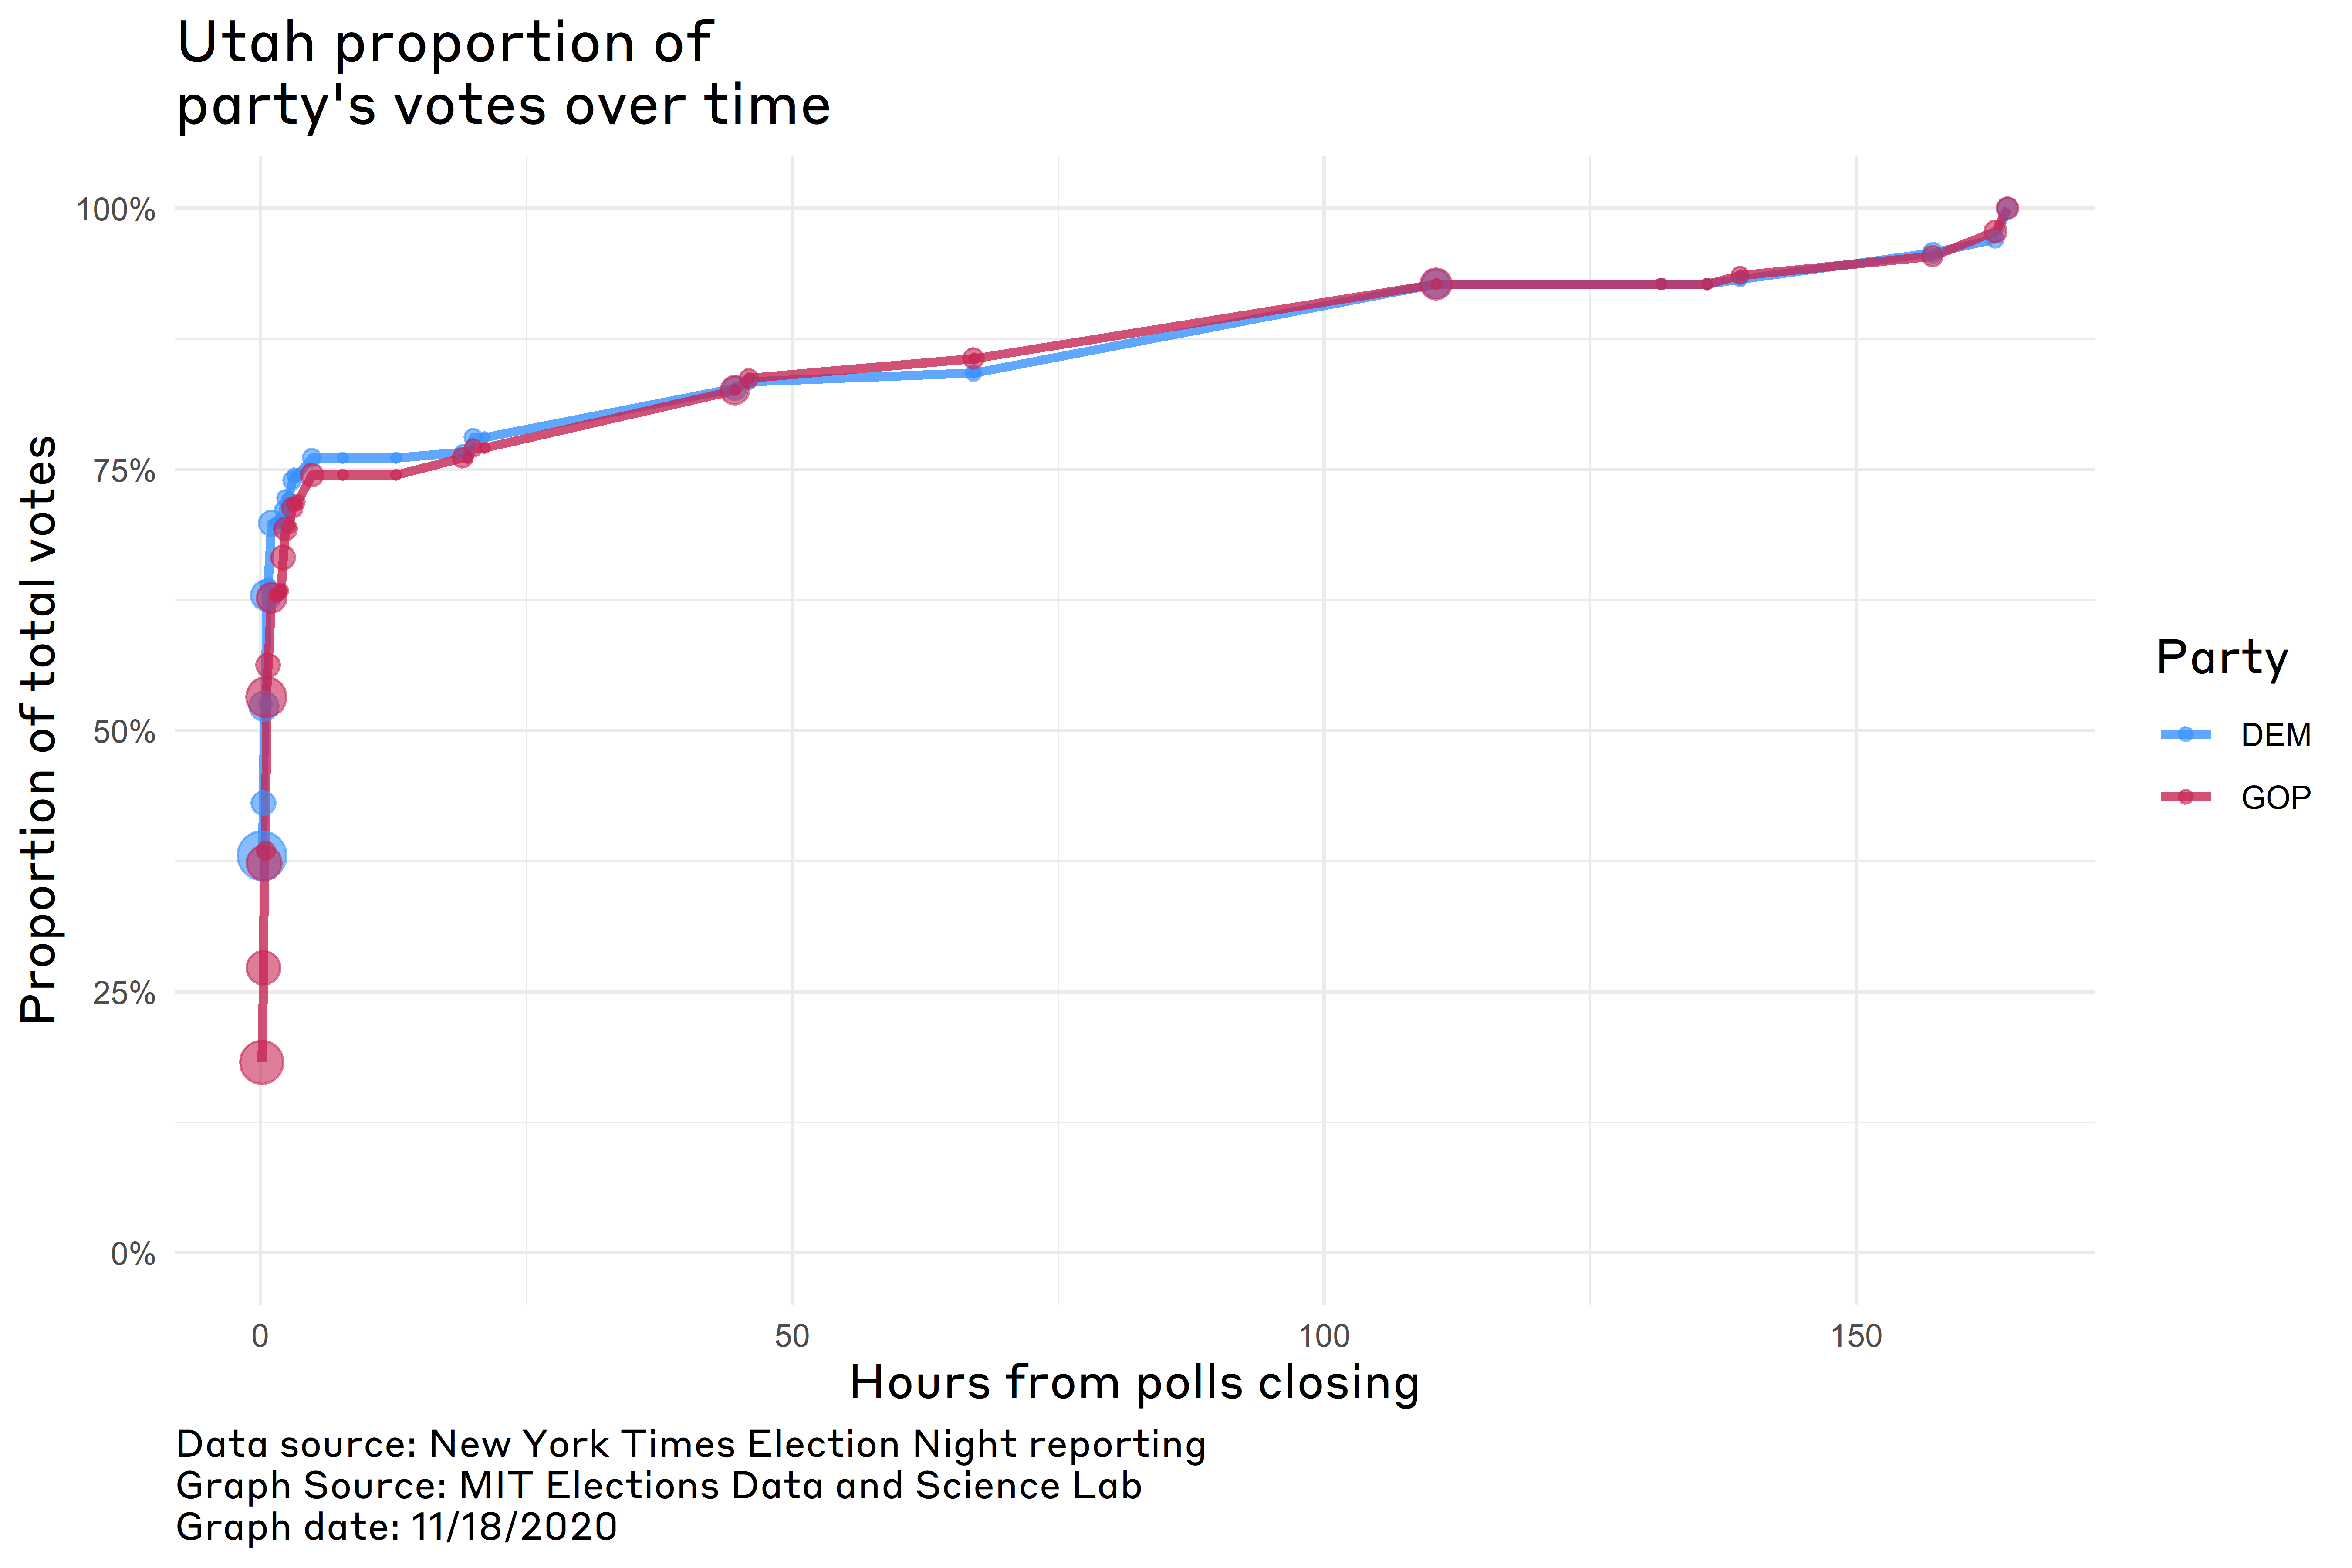 Utah proportion of
party's votes over time
Proportion of total votes
100%
75%
50%
25%
0%
0
50
100
150
Hours from polls closing
Party
DEM
GOP
Data source: New York Times Election Night reporting
Graph Source: MIT Elections Data and Science Lab
Graph date: 11/18/2020